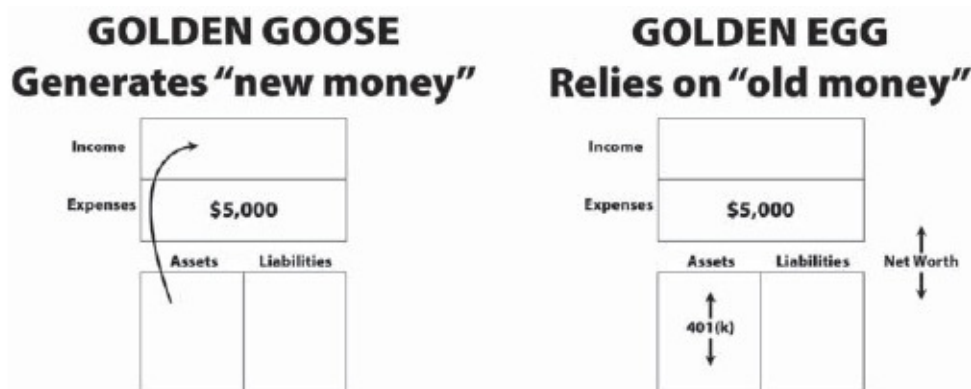 GOLDEN GOOSE
Generates “new money”
Income
Expenses
$5,000
Assets
Liabilities
GOLDEN EGG
Relies on “old money”
Income
Expenses
$5,000
Assets
Liabilities
Net Worth
401(k)